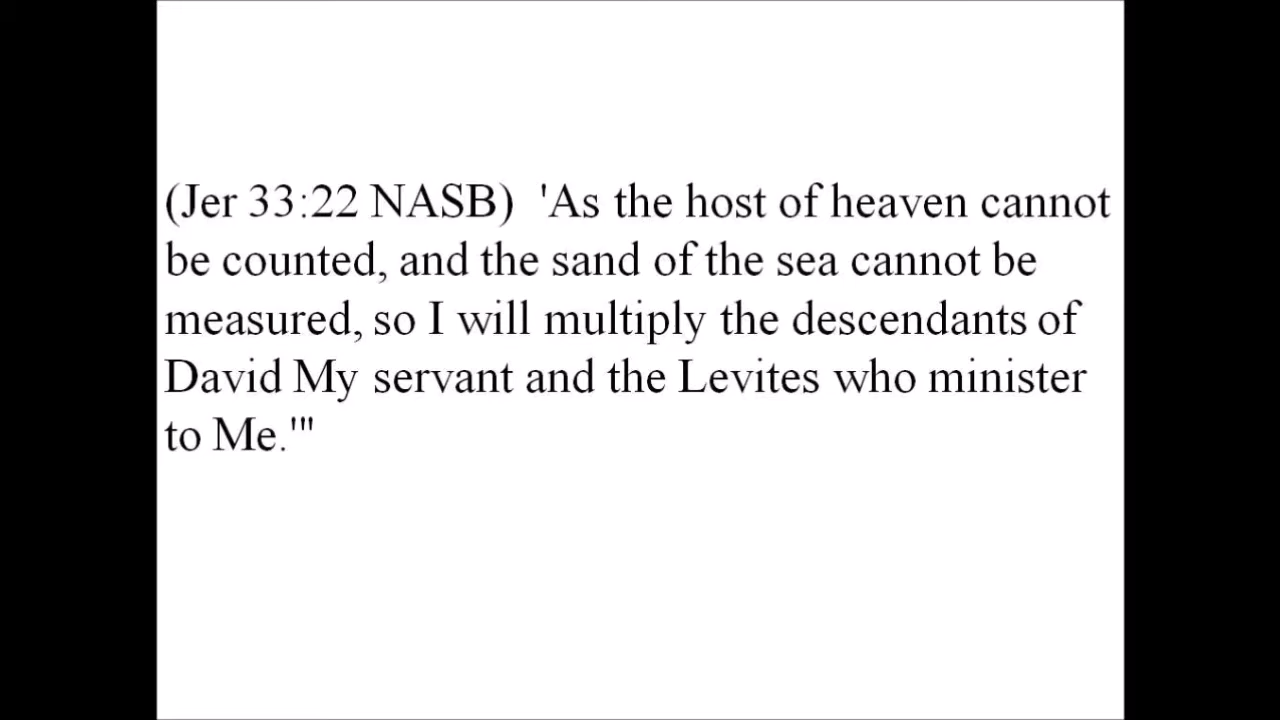 (Jer 33:22 NASB)  'As the host of heaven cannot
be counted, and the sand of the sea cannot be
measured, so I will multiply the descendants of
David My servant and the Levites who minister
to Me.'"